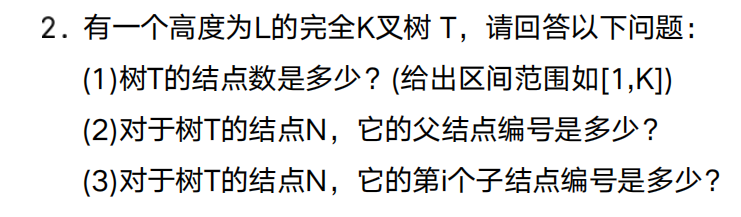 2. 有一个高度为L的完全K叉树 T，请回答以下问题：
(1)树T的结点数是多少？(给出区间范围如[1,K])
(2)对于树T的结点N，它的父结点编号是多少？
(3)对于树T的结点N，它的第i个子结点编号是多少？